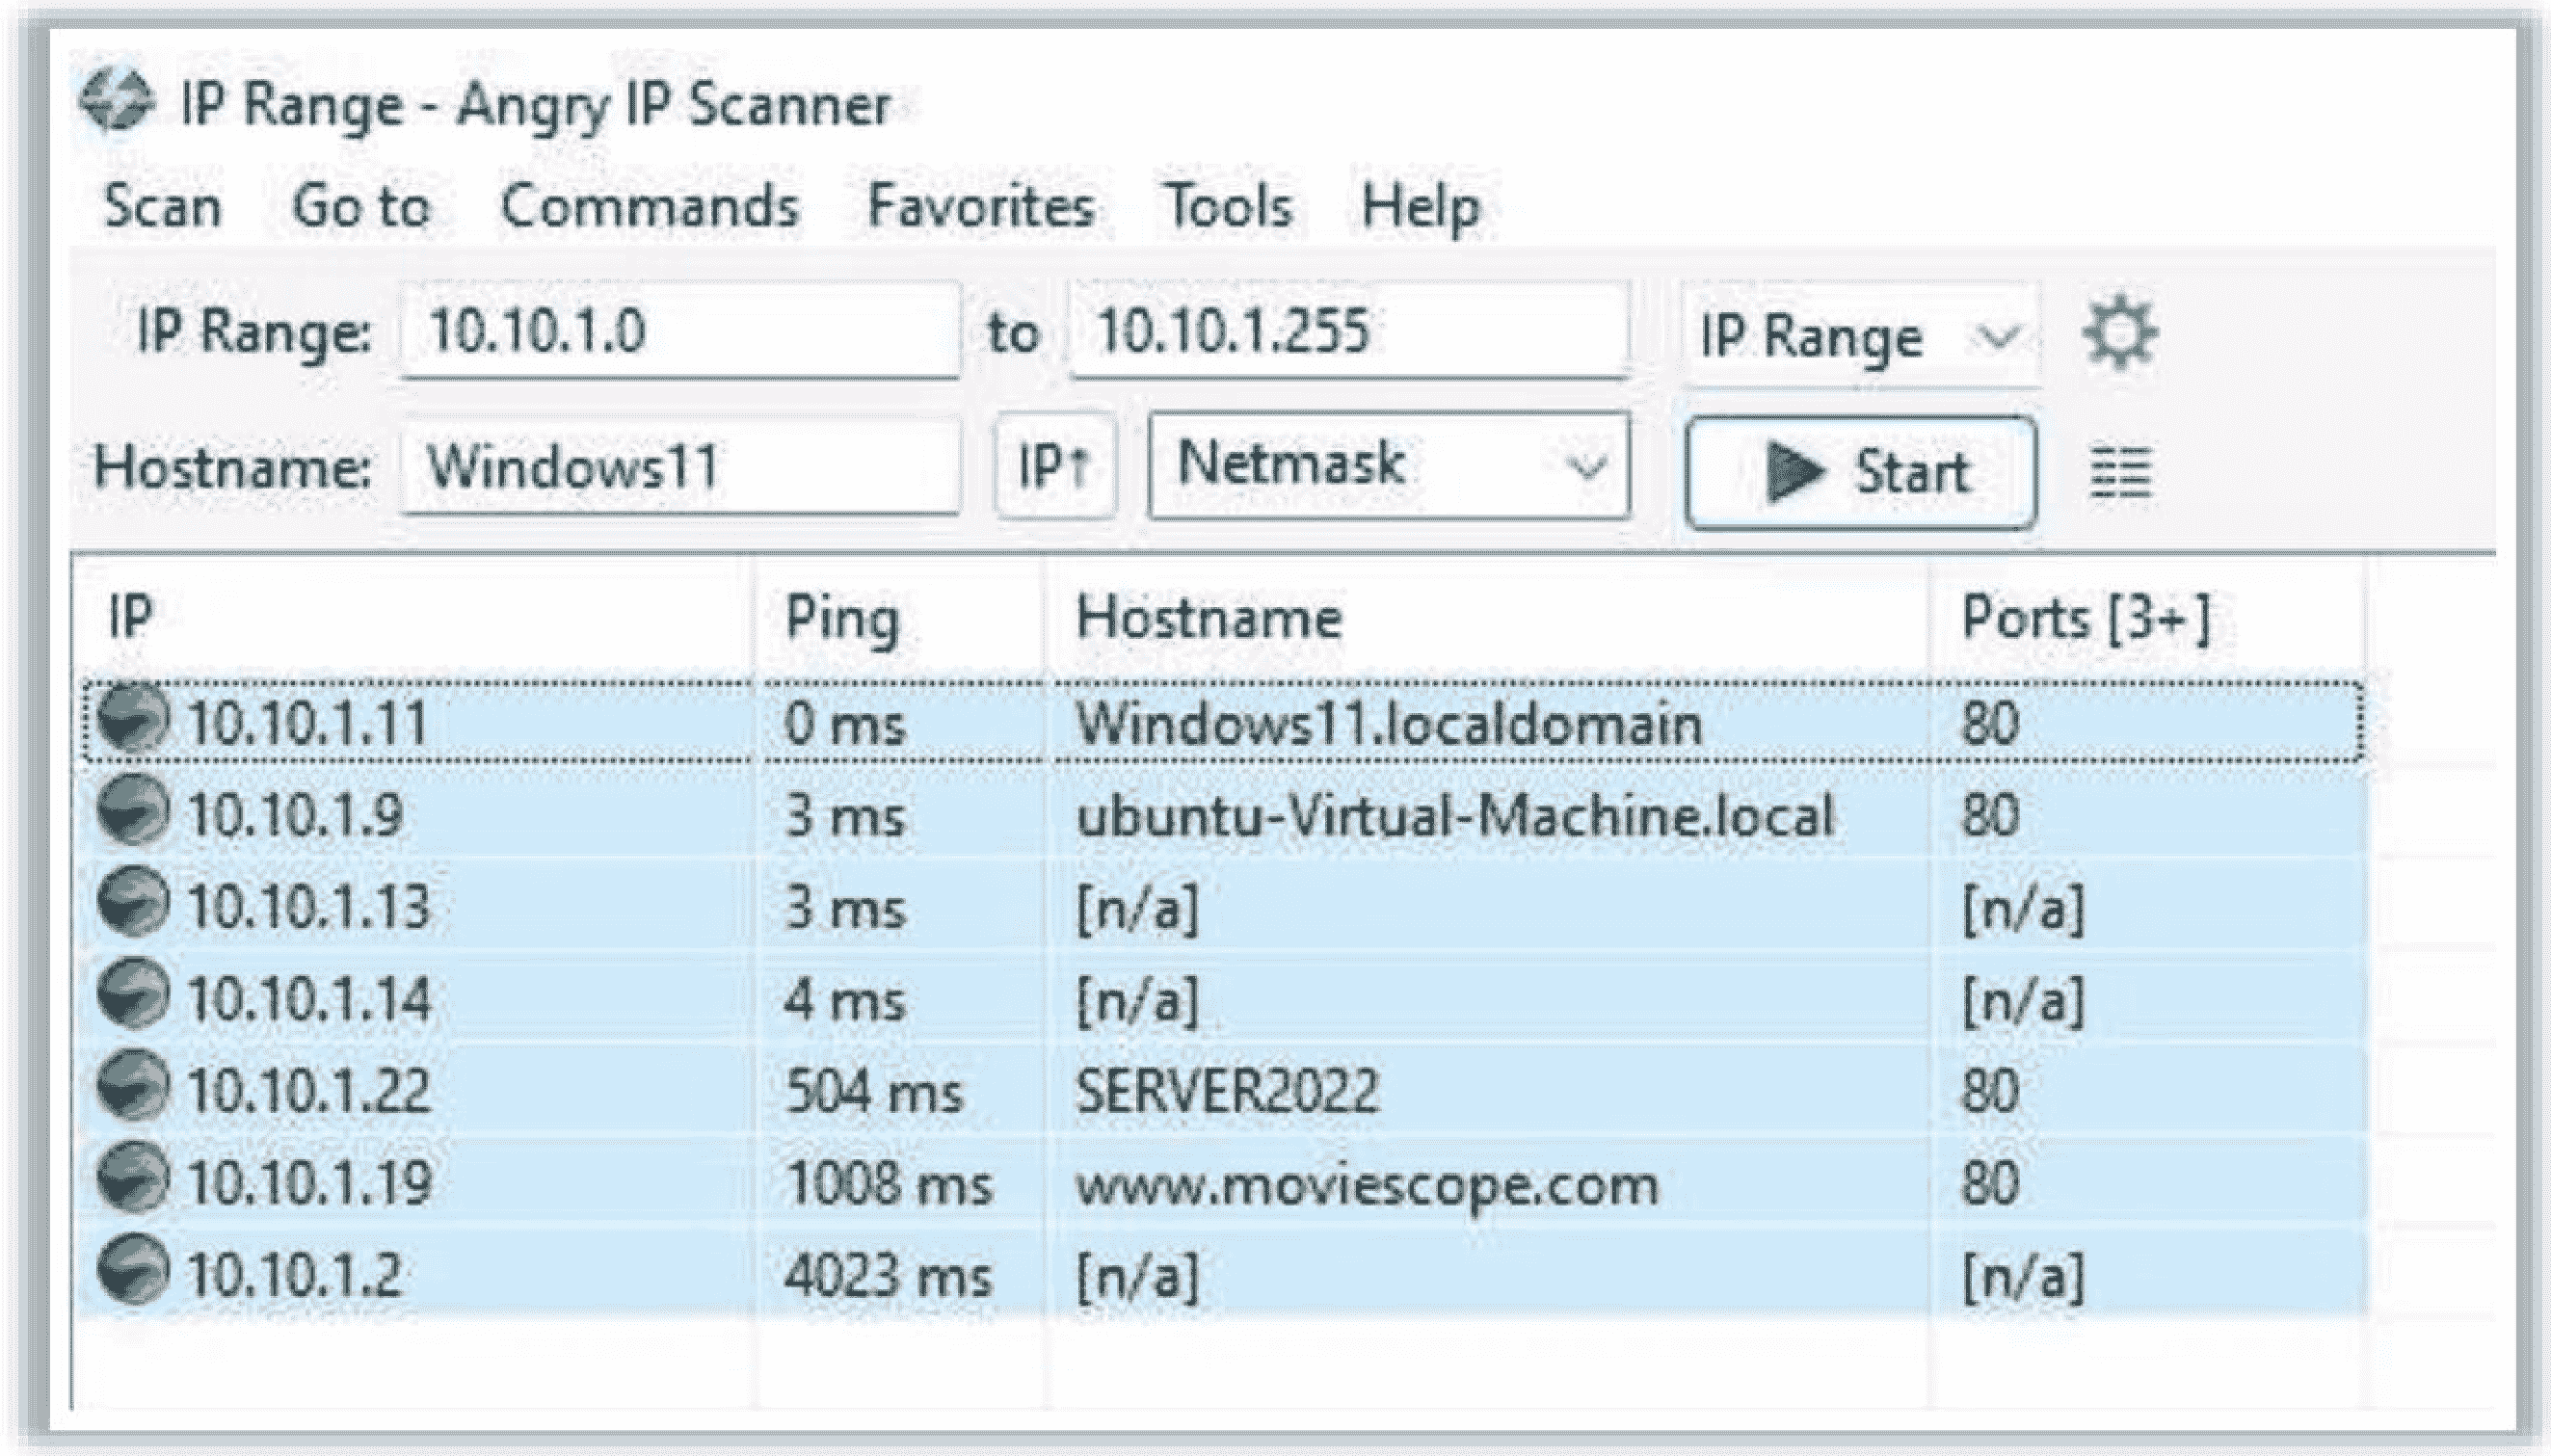 IP Range - Angry IP Scanner
Scan Go to Commands Favorites Tools Help
IP Range: 10.10.1.0 to 10.10.1.255 IP Range
Hostname: Windows11 IP↑ Netmask Start
IP Ping Hostname Ports [3+]
10.10.1.11 0 ms Windows11.localdomain 80
10.10.1.9 3 ms ubuntu-Virtual-Machine.local 80
10.10.1.13 3 ms [n/a] [n/a]
10.10.1.14 4 ms [n/a] [n/a]
10.10.1.22 504 ms SERVER2022 80
10.10.1.19 1008 ms www.moviescope.com 80
10.10.1.2 4023 ms [n/a] [n/a]